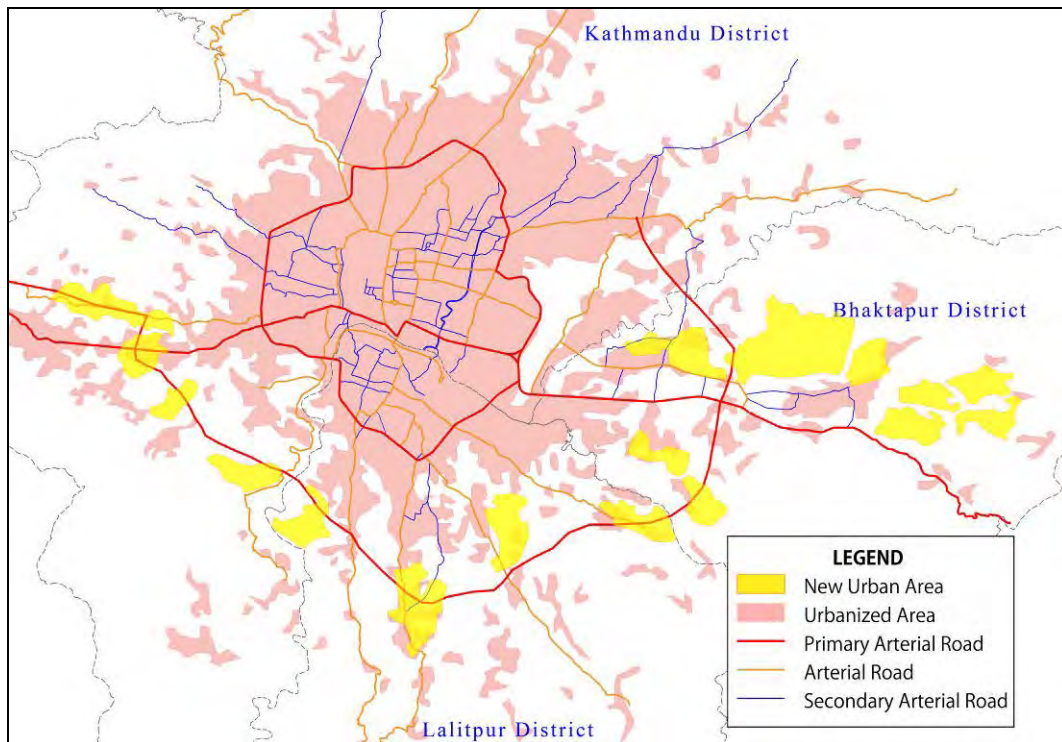 Kathmandu District
Bhaktapur District
LEGEND
New Urban Area
Urbanized Area
Primary Arterial Road
Arterial Road
Secondary Arterial Road
Lalitpur District